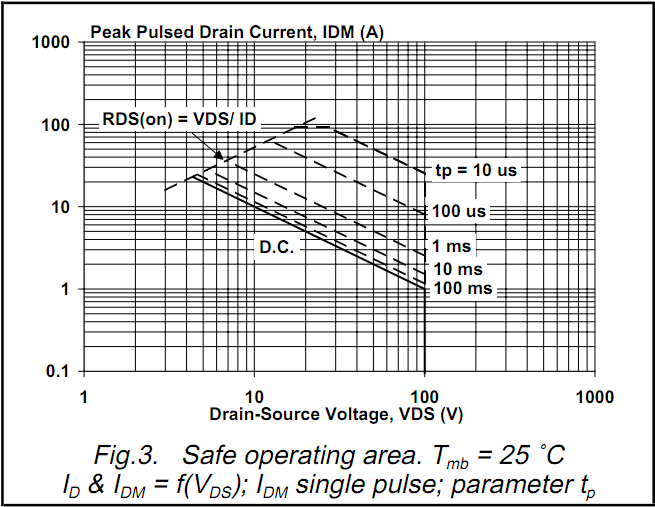 Peak Pulsed Drain Current, IDM (A)
1000
RDS(on) = VDS/ ID
100
tp = 10 us
100 us
10
D.C.
1 ms
10 ms
1
100 ms
0.1
1
10
100
1000
Drain-Source Voltage, VDS (V)
Fig.3. Safe operating area. Tmb = 25 ˚C
ID & IDM = f(VDS); IDM single pulse; parameter tp